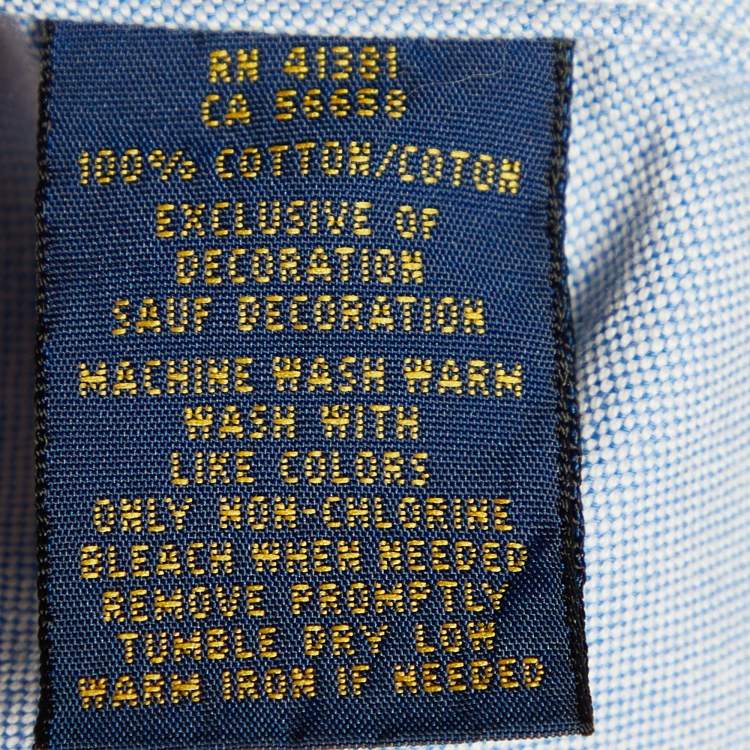 RN 41381
CA 56658
100% COTTON/COTON
EXCLUSIVE OF
DECORATION
SAUF DECORATION
MACHINE WASH WARM
WASH WITH
LIKE COLORS
ONLY NON-CHLORINE
BLEACH WHEN NEEDED
REMOVE PROMPTLY
TUMBLE DRY LOW
WARM IRON IF NEEDED